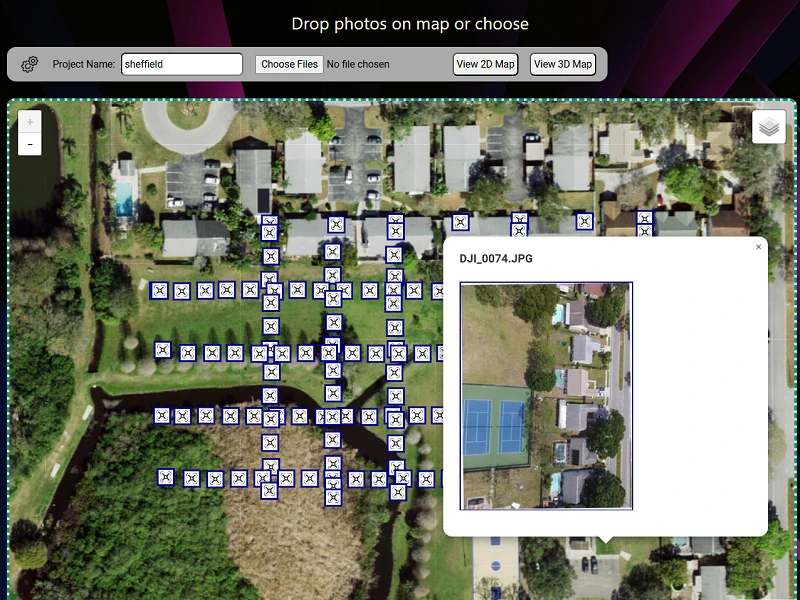 Drop photos on map or choose
Project Name: sheffield Choose Files No file chosen View 2D Map View 3D Map
+
-
×
DJI_0074.JPG